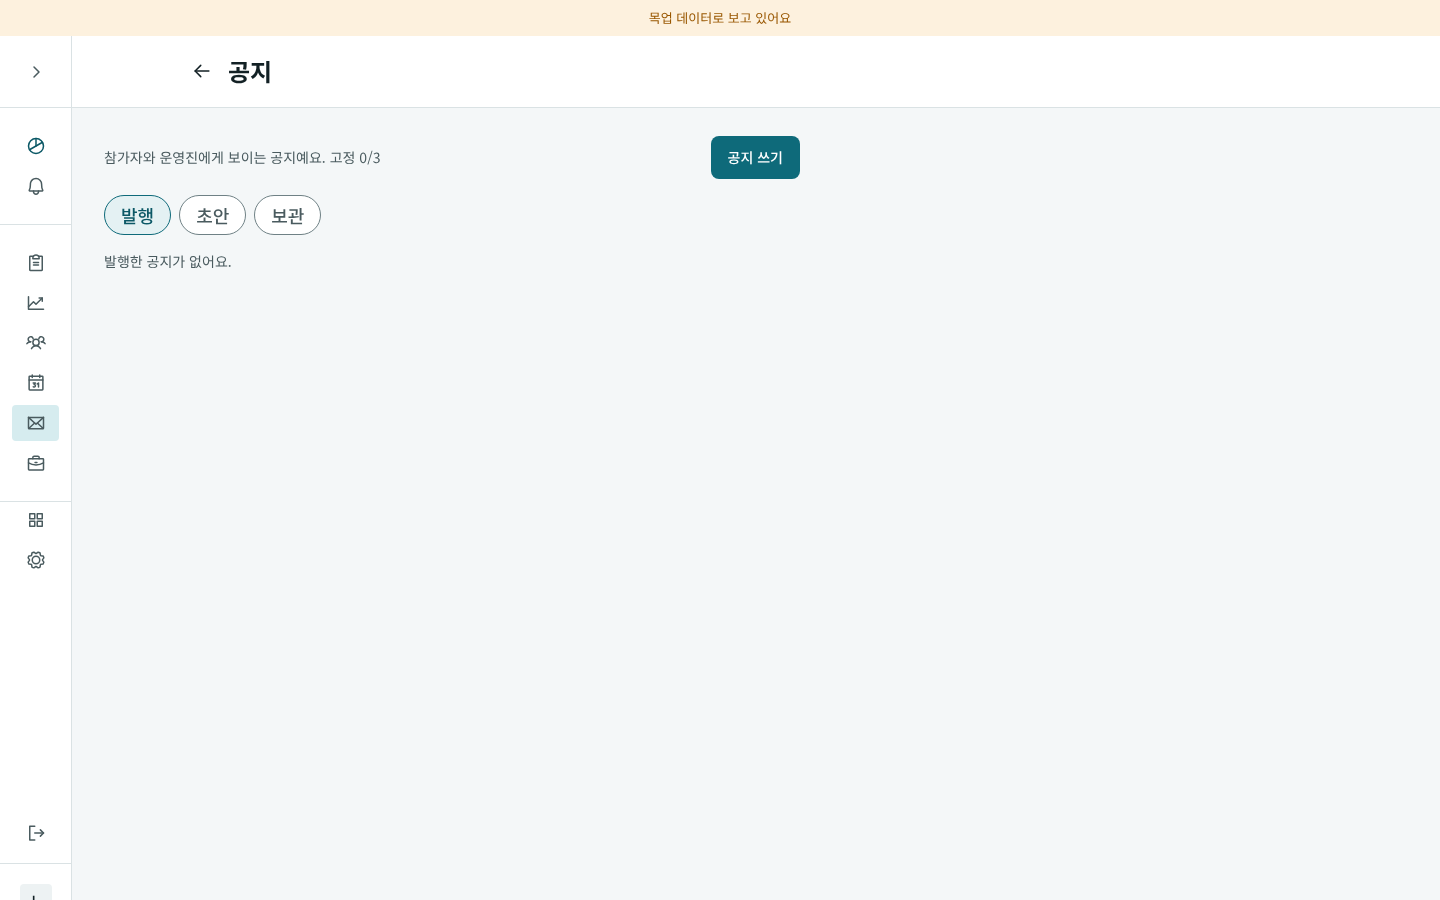 목업 데이터로 보고 있어요
공지
참가자와 운영진에게 보이는 공지예요. 고정 0/3
공지 쓰기
발행
초안
보관
발행한 공지가 없어요.
31